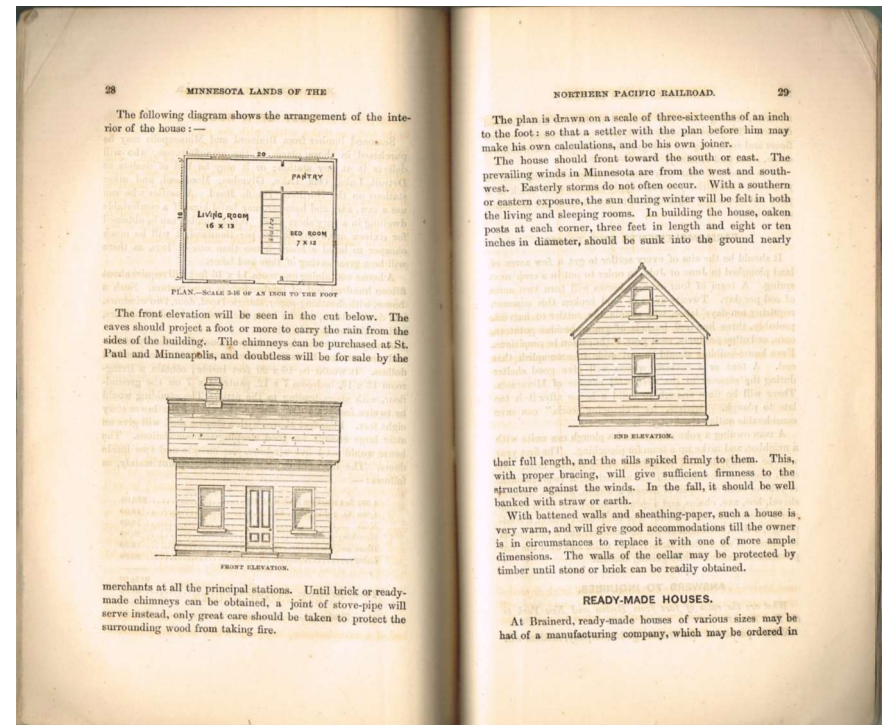 28
MINNESOTA LANDS OF THE
The following diagram shows the arrangement of the inte-
rior of the house : —
20
PANTRY
16
LIVING ROOM
16 X 12
BED ROOM
7 X 12
PLAN.—SCALE 3-16 OF AN INCH TO THE FOOT
The front elevation will be seen in the cut below. The
eaves should project a foot or more to carry the rain from the
sides of the building. Tile chimneys can be purchased at St.
Paul and Minneapolis, and doubtless will be for sale by the
FRONT ELEVATION.
merchants at all the principal stations. Until brick or ready-
made chimneys can be obtained, a joint of stove-pipe will
serve instead, only great care should be taken to protect the
surrounding wood from taking fire.
NORTHERN PACIFIC RAILROAD.
29
The plan is drawn on a scale of three-sixteenths of an inch
to the foot: so that a settler with the plan before him may
make his own calculations, and be his own joiner.
The house should front toward the south or east. The
prevailing winds in Minnesota are from the west and south-
west. Easterly storms do not often occur. With a southern
or eastern exposure, the sun during winter will be felt in both
the living and sleeping rooms. In building the house, oaken
posts at each corner, three feet in length and eight or ten
inches in diameter, should be sunk into the ground nearly
END ELEVATION.
their full length, and the sills spiked firmly to them. This,
with proper bracing, will give sufficient firmness to the
structure against the winds. In the fall, it should be well
banked with straw or earth.
With battened walls and sheathing-paper, such a house is
very warm, and will give good accommodations till the owner
is in circumstances to replace it with one of more ample
dimensions. The walls of the cellar may be protected by
timber until stone or brick can be readily obtained.
READY-MADE HOUSES.
At Brainerd, ready-made houses of various sizes may be
had of a manufacturing company, which may be ordered in